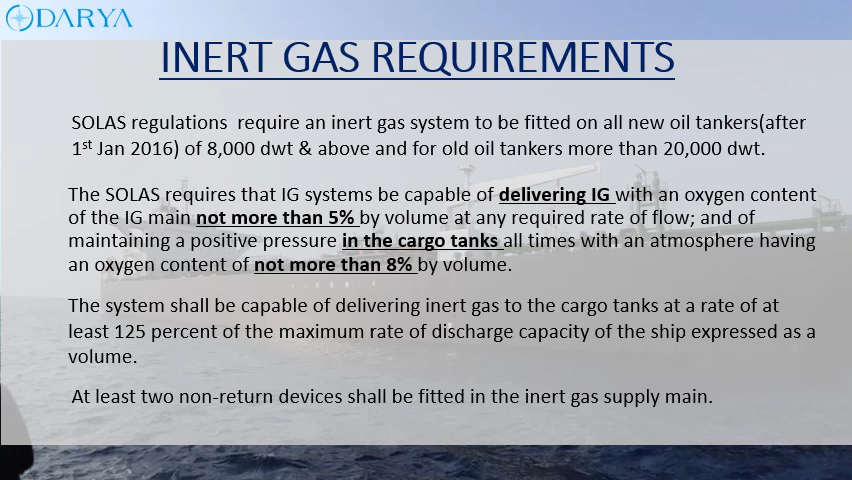 DARYA
INERT GAS REQUIREMENTS
SOLAS regulations  require an inert gas system to be fitted on all new oil tankers(after
1st Jan 2016) of 8,000 dwt & above and for old oil tankers more than 20,000 dwt.
The SOLAS requires that IG systems be capable of delivering IG with an oxygen content
of the IG main not more than 5% by volume at any required rate of flow; and of
maintaining a positive pressure in the cargo tanks all times with an atmosphere having
an oxygen content of not more than 8% by volume.
The system shall be capable of delivering inert gas to the cargo tanks at a rate of at
least 125 percent of the maximum rate of discharge capacity of the ship expressed as a
volume.
At least two non-return devices shall be fitted in the inert gas supply main.